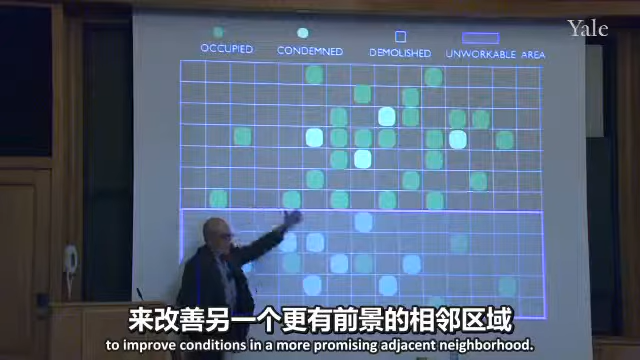 Yale
OCCUPIED CONDEMNED DEMOLISHED UNWORKABLE AREA
来改善另一个更有前景的相邻区域
to improve conditions in a more promising adjacent neighborhood.